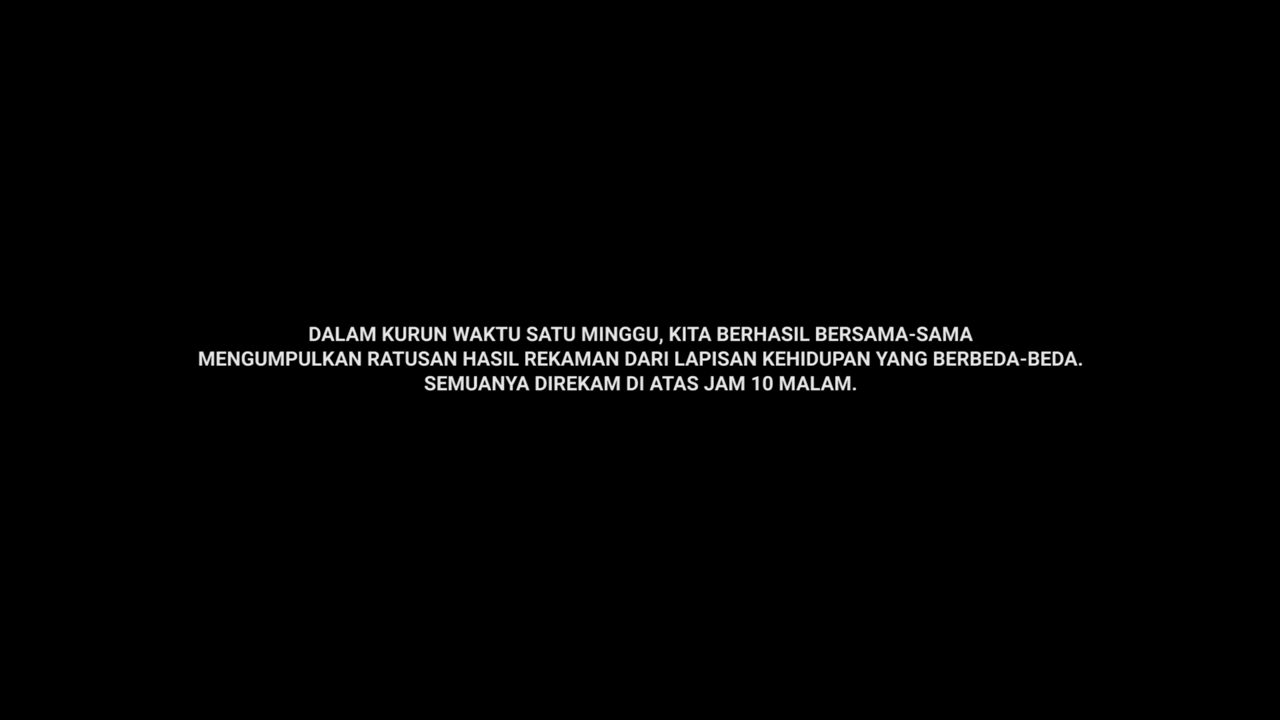 DALAM KURUN WAKTU SATU MINGGU, KITA BERHASIL BERSAMA-SAMA
MENGUMPULKAN RATUSAN HASIL REKAMAN DARI LAPISAN KEHIDUPAN YANG BERBEDA-BEDA.
SEMUANYA DIREKAM DI ATAS JAM 10 MALAM.